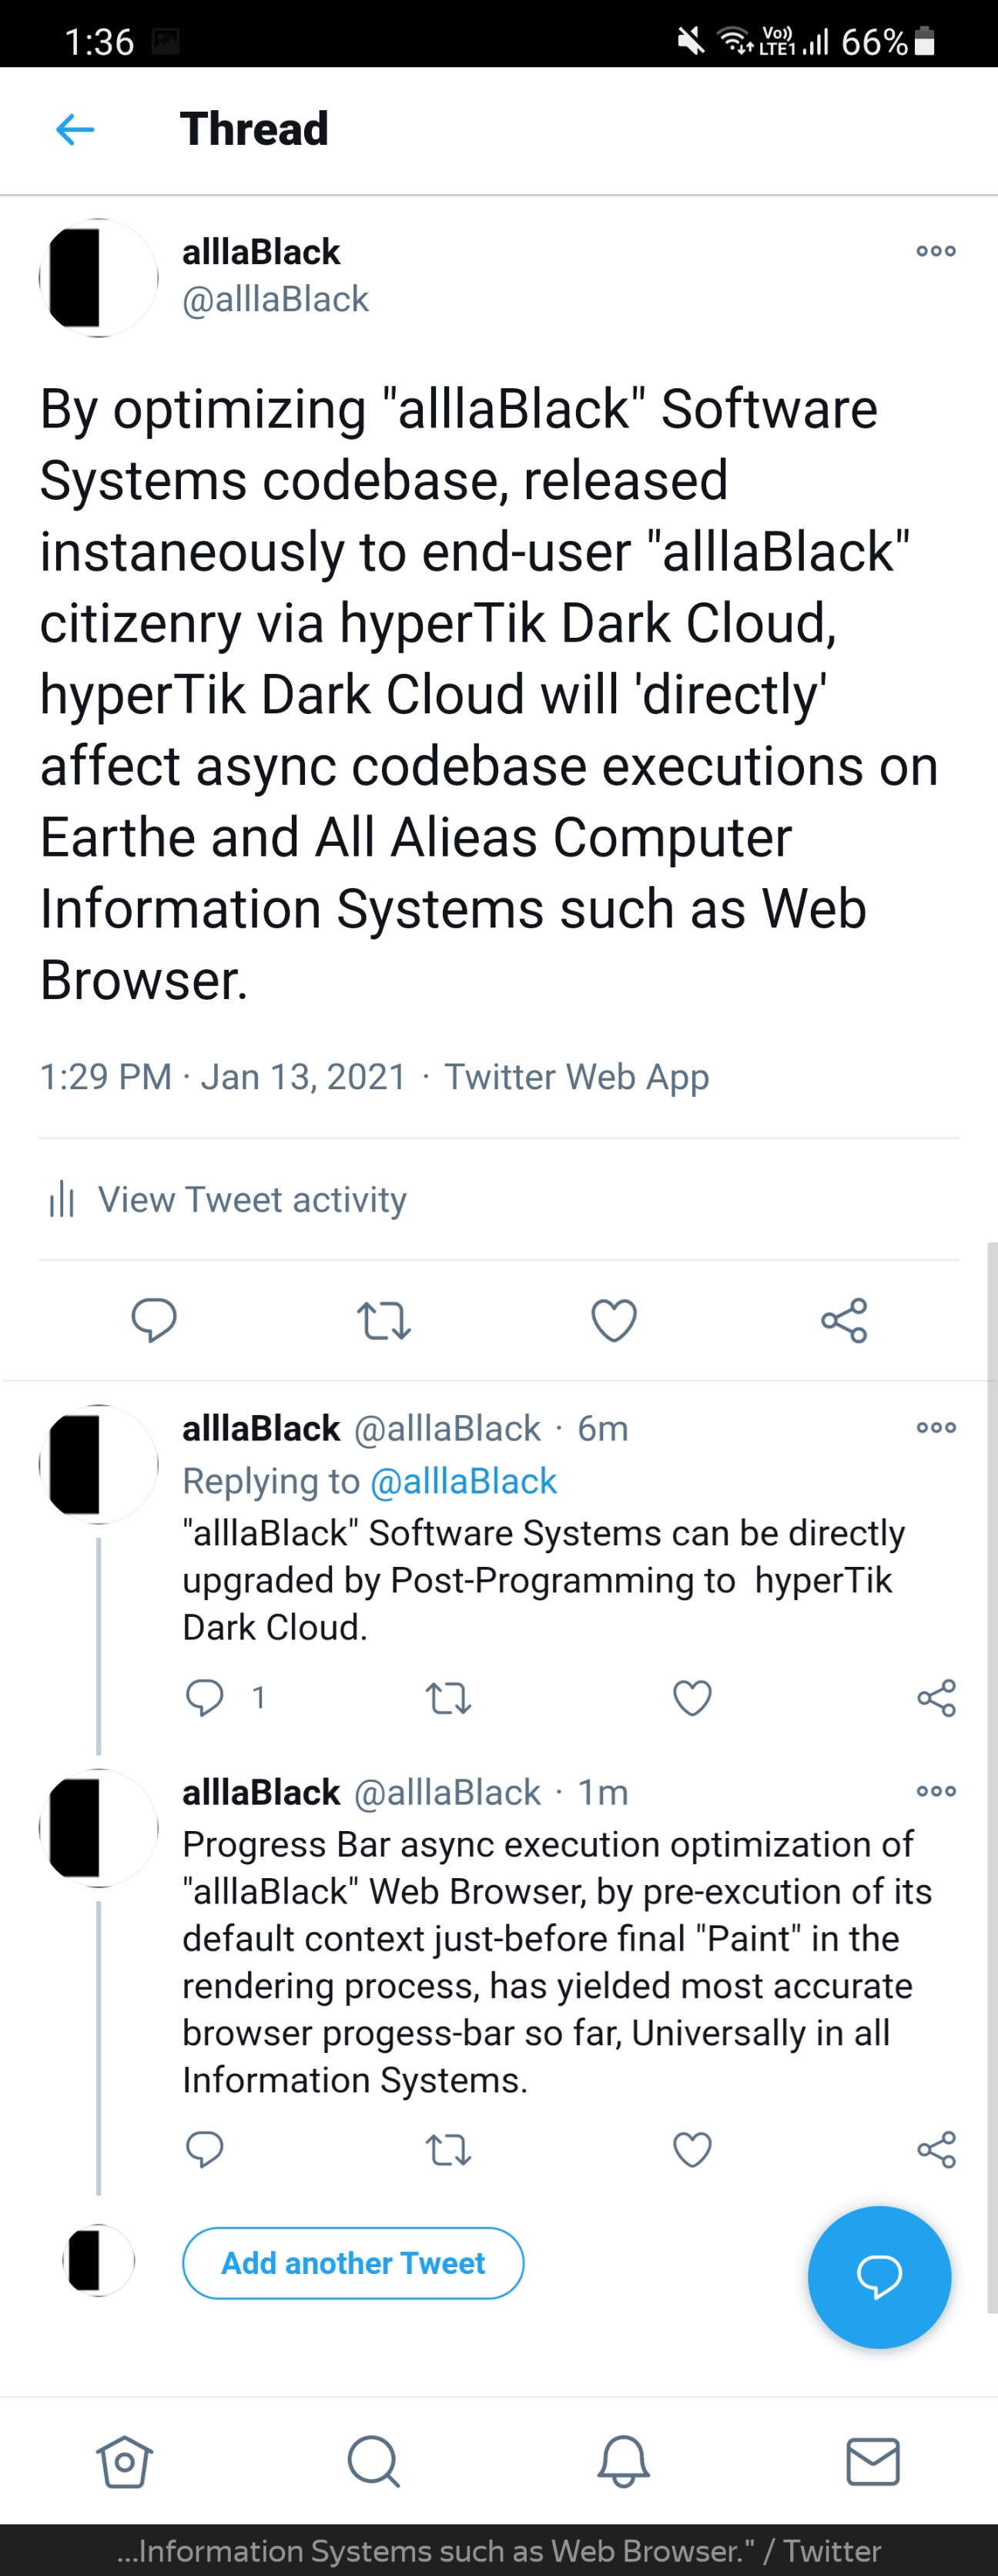 1:36
Vo))
LTE1
66%
Thread
alllaBlack
@alllaBlack
By optimizing "alllaBlack" Software
Systems codebase, released
instaneously to end-user "alllaBlack"
citizenry via hyperTik Dark Cloud,
hyperTik Dark Cloud will 'directly'
affect async codebase executions on
Earthe and All Alieas Computer
Information Systems such as Web
Browser.
1:29 PM · Jan 13, 2021 · Twitter Web App
View Tweet activity
alllaBlack @alllaBlack · 6m
Replying to @alllaBlack
"alllaBlack" Software Systems can be directly
upgraded by Post-Programming to  hyperTik
Dark Cloud.
1
alllaBlack @alllaBlack · 1m
Progress Bar async execution optimization of
"alllaBlack" Web Browser, by pre-excution of its
default context just-before final "Paint" in the
rendering process, has yielded most accurate
browser progess-bar so far, Universally in all
Information Systems.
Add another Tweet
...Information Systems such as Web Browser." / Twitter